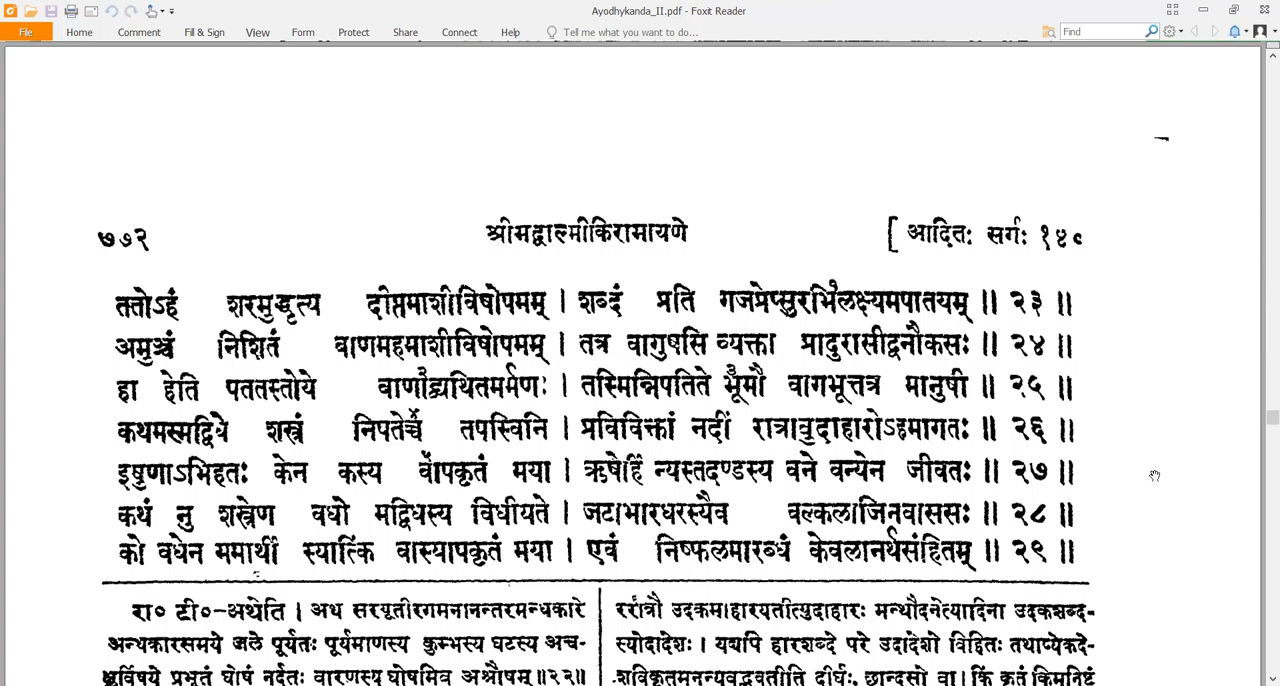 Ayodhykanda_II.pdf - Foxit Reader
File Home Comment Fill & Sign View Form Protect Share Connect Help Tell me what you want to do... Find
७७२ श्रीमद्वाल्मीकिरामायणे [ आदितः सर्गः १४०
ततोऽहं शरमुद्धृत्य दीप्तमाशीविषोपमम् । शब्दं प्रति गजप्रेप्सुरभिलक्ष्यमपातयम् ॥ २३ ॥
अमुञ्चं निशितं बाणमहमाशीविषोपमम् । तत्र वागुषसि व्यक्ता प्रादुरासीद्वनौकसः ॥ २४ ॥
हा हेति पततस्तोये बाणाद्व्यथितमर्मणः । तस्मिन्निपतिते भूमौ वागभूत्तत्र मानुषी ॥ २५ ॥
कथमस्मद्विधे शस्त्रं निपतेच्च तपस्विनि । प्रविविक्तां नदीं रात्रावुदाहारोऽहमागतः ॥ २६ ॥
इषुणाऽभिहतः केन कस्य वापकृतं मया । ऋषेर्हि न्यस्तदण्डस्य वने वन्येन जीवतः ॥ २७ ॥
कथं नु शस्त्रेण वधो मद्विधस्य विधीयते । जटाभारधरस्यैव वल्कलाजिनवाससः ॥ २८ ॥
को वधेन ममार्थी स्यात्किं वास्यापकृतं मया । एवं निष्फलमारब्धं केवलानर्थसंहितम् ॥ २९ ॥
रा० टी०-अथेति । अथ सरयूतीरगमनानन्तरमन्धकारे
अन्धकारसमये जले पूर्यतः पूर्यमाणस्य कुम्भस्य घटस्य अच-
क्षुर्विषये प्रभूतं घोषं नर्दतः वारणस्य घोषमिव अश्रौषम् ॥२२॥
रात्रौ उदकमाहारयतीत्युदाहारः मन्थौदनेत्यादिना उदकशब्द-
स्योदादेशः । यद्यपि हारशब्दे परे उदादेशो विहितः तथाप्येकदे-
शविकृतमनन्यवद्भवतीति दीर्घः, छान्दसो वा । किं कृतं किमनिष्टं